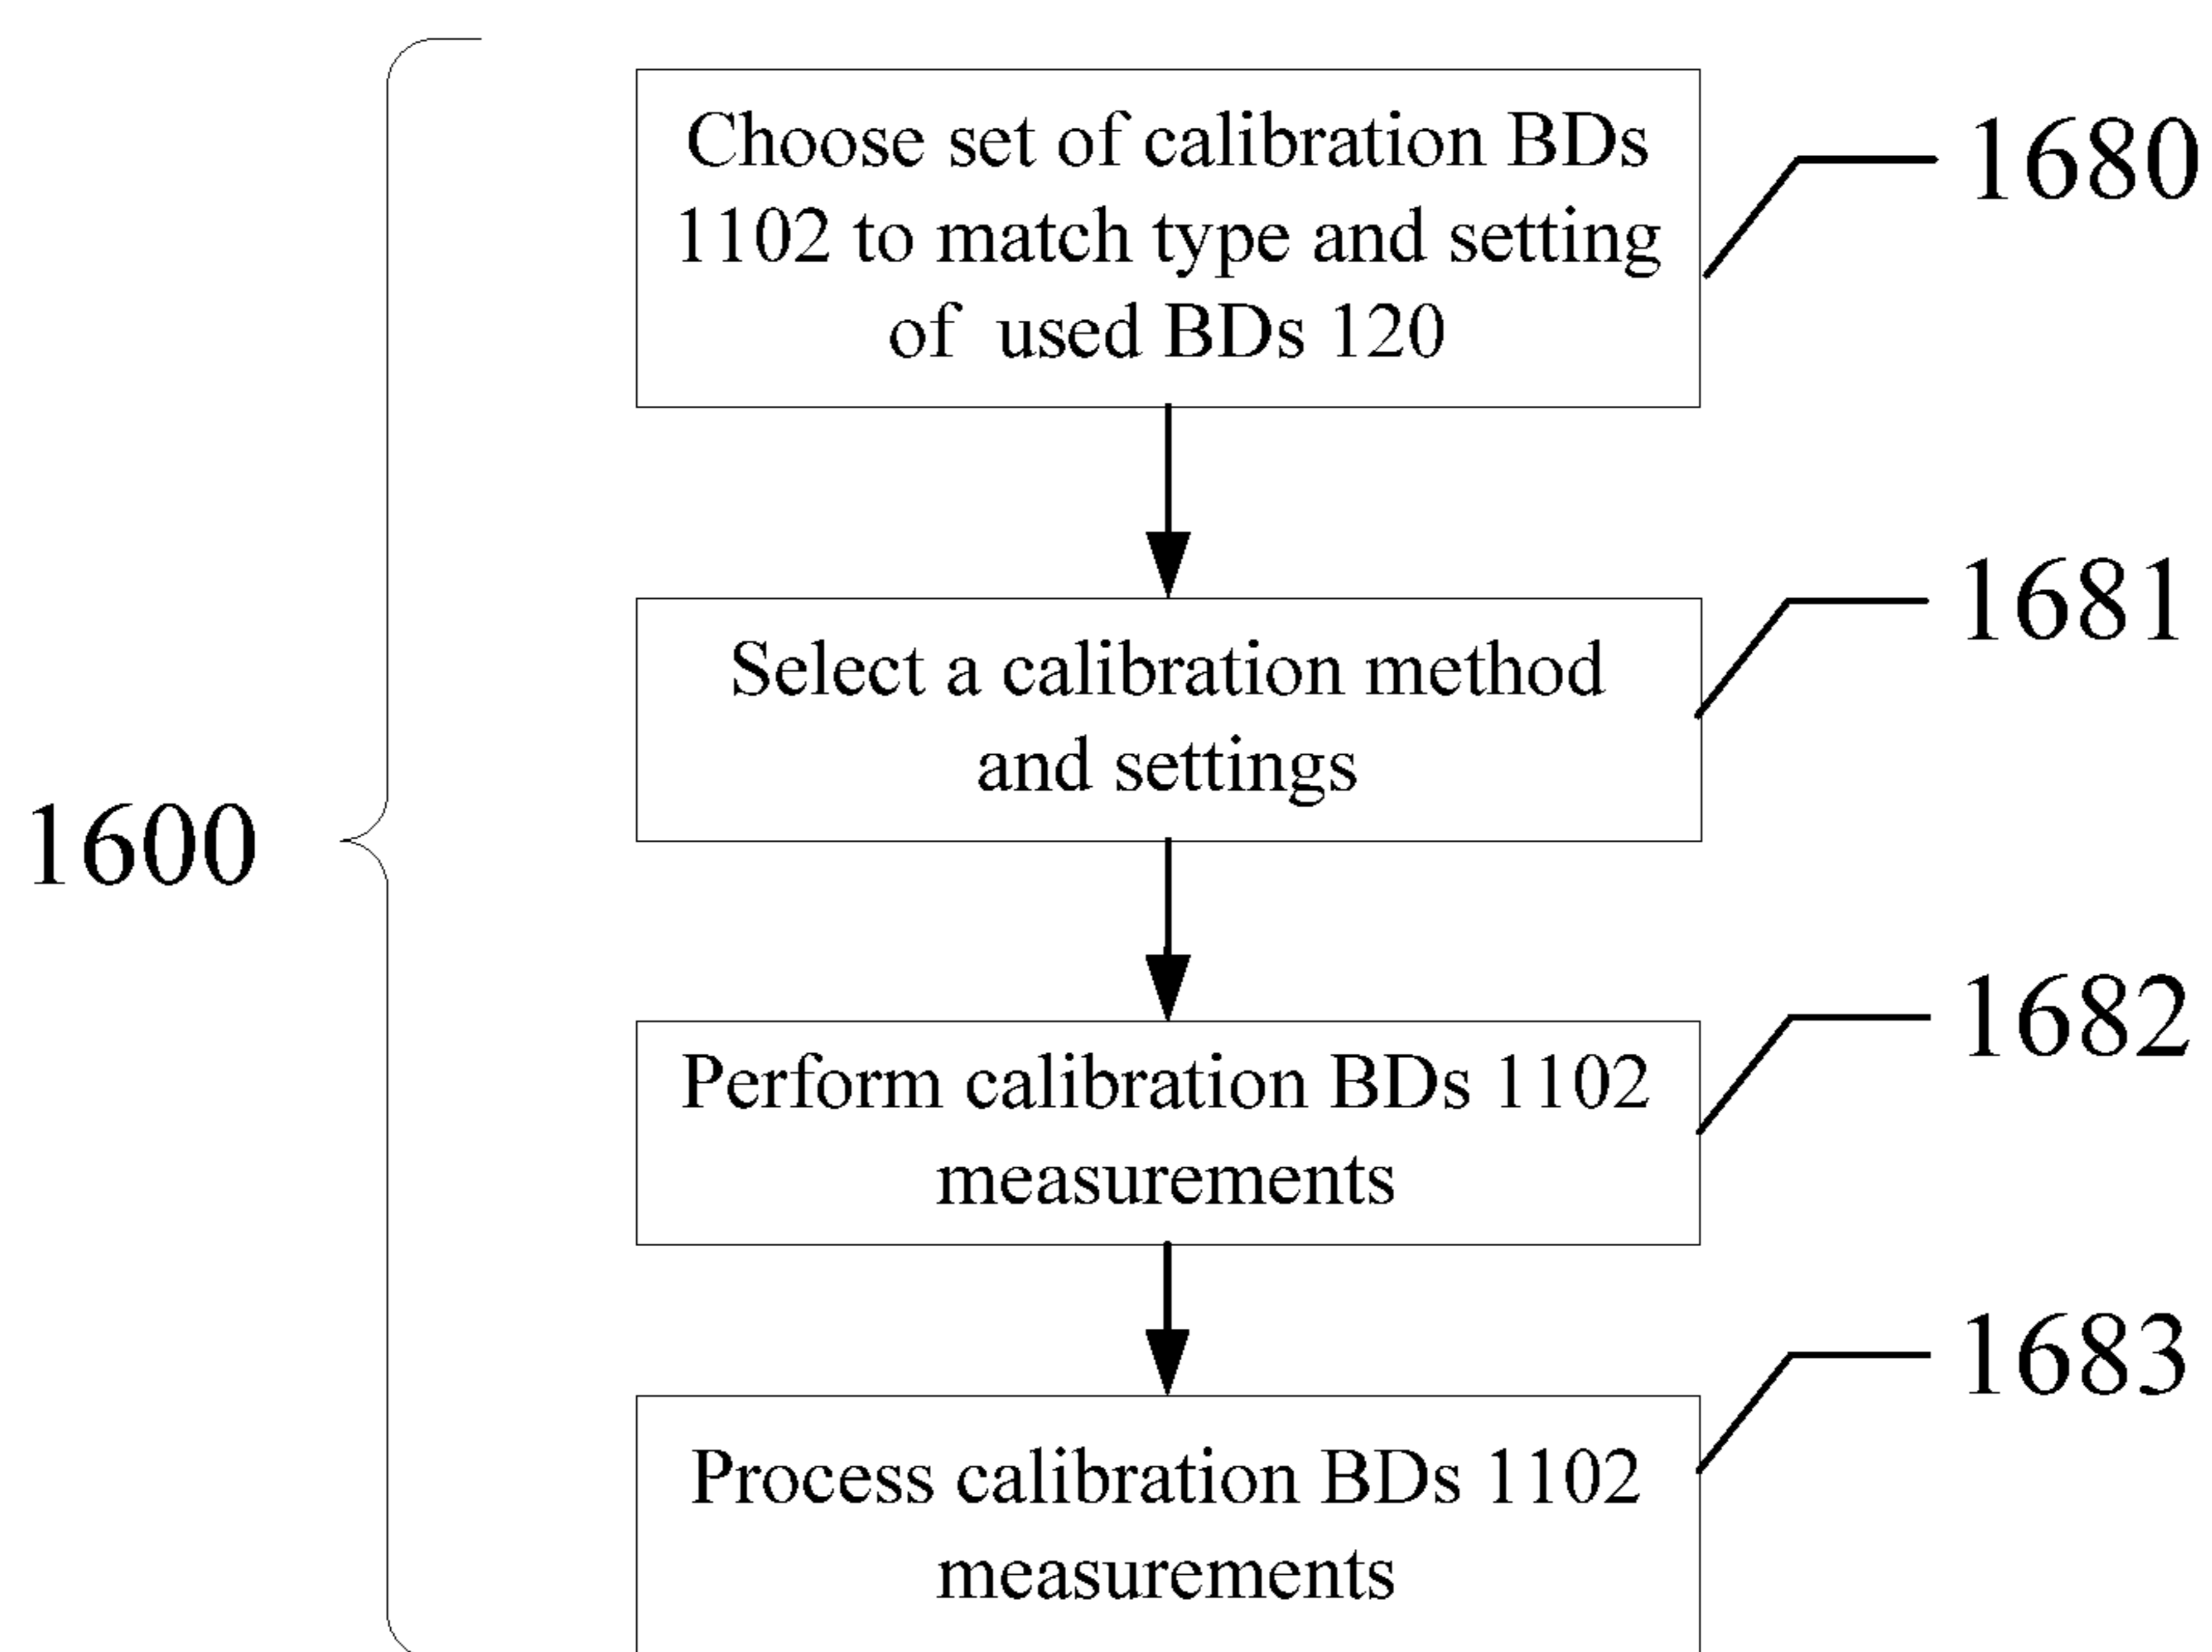 Choose set of calibration BDs
1102 to match type and setting
of used BDs 120
1680
Select a calibration method
and settings
1681
1600
Perform calibration BDs 1102
measurements
1682
Process calibration BDs 1102
measurements
1683